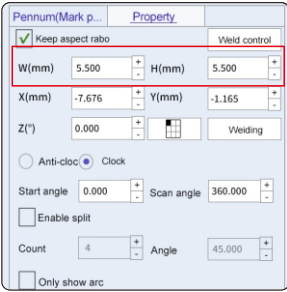 Pennum(Mark p... Property
Keep aspect rabo Weld control
W(mm) 5.500 + - H(mm) 5.500 + -
X(mm) -7.676 + - Y(mm) -1.165 + -
Z(°) 0.000 + - Weiding
Anti-cloc Clock
Start angle 0.000 + - Scan angle 360.000 + -
Enable split
Count 4 + - Angle 45.000 + -
Only show arc